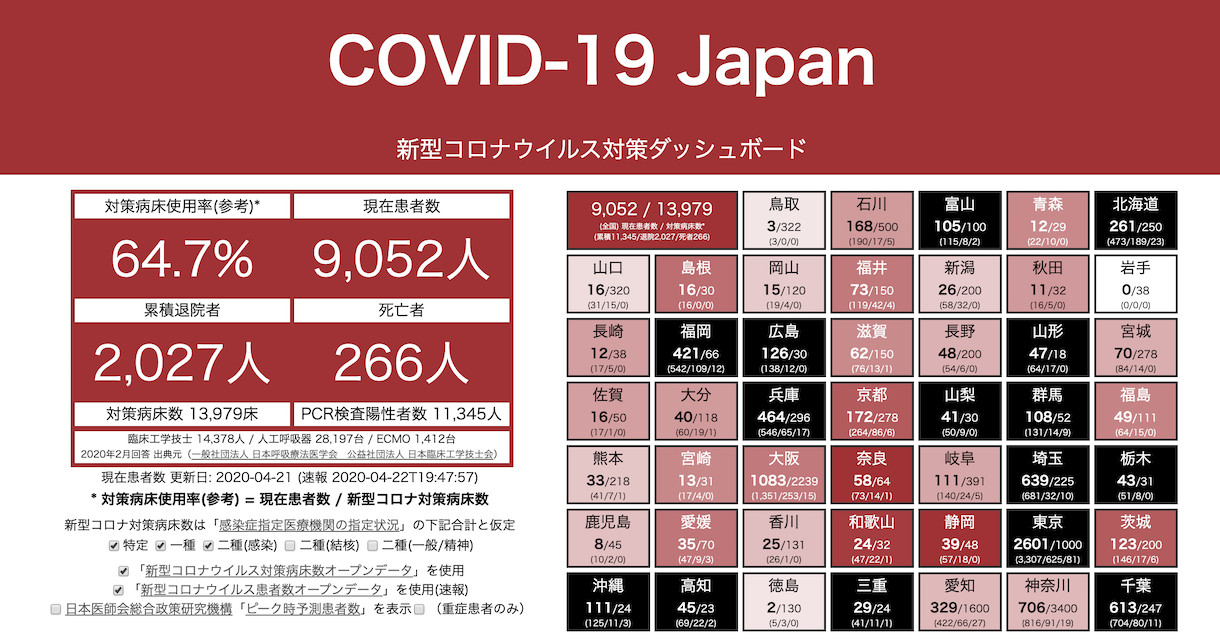 COVID-19 Japan
新型コロナウイルス対策ダッシュボード
対策病床使用率(参考)*
現在患者数
64.7%
9,052人
累積退院者
死亡者
2,027人
266人
対策病床数 13,979床
PCR検査陽性者数 11,345人
臨床工学技士 14,378人 / 人工呼吸器 28,197台 / ECMO 1,412台
2020年2月回答 出典元（一般社団法人 日本呼吸療法医学会　公益社団法人 日本臨床工学技士会）
現在患者数 更新日: 2020-04-21 (速報 2020-04-22T19:47:57)
* 対策病床使用率(参考) = 現在患者数 / 新型コロナ対策病床数
新型コロナ対策病床数は「感染症指定医療機関の指定状況」の下記合計と仮定
特定 一種 二種(感染) 二種(結核) 二種(一般/精神)
「新型コロナウイルス対策病床数オープンデータ」を使用
「新型コロナウイルス患者数オープンデータ」を使用(速報)
日本医師会総合政策研究機構「ピーク時予測患者数」を表示 （重症患者のみ）
9,052 / 13,979
(全国) 現在患者数 / 対策病床数*
(累積11,345/退院2,027/死者266)
鳥取
3/322
(3/0/0)
石川
168/500
(190/17/5)
富山
105/100
(115/8/2)
青森
12/29
(22/10/0)
北海道
261/250
(473/189/23)
山口
16/320
(31/15/0)
島根
16/30
(16/0/0)
岡山
15/120
(19/4/0)
福井
73/150
(119/42/4)
新潟
26/200
(58/32/0)
秋田
11/32
(16/5/0)
岩手
0/38
(0/0/0)
長崎
12/38
(17/5/0)
福岡
421/66
(542/109/12)
広島
126/30
(138/12/0)
滋賀
62/150
(76/13/1)
長野
48/200
(54/6/0)
山形
47/18
(64/17/0)
宮城
70/278
(84/14/0)
佐賀
16/50
(17/1/0)
大分
40/118
(60/19/1)
兵庫
464/296
(546/65/17)
京都
172/278
(264/86/6)
山梨
41/30
(50/9/0)
群馬
108/52
(131/14/9)
福島
49/111
(64/15/0)
熊本
33/218
(41/7/1)
宮崎
13/31
(17/4/0)
大阪
1083/2239
(1,351/253/15)
奈良
58/64
(73/14/1)
岐阜
111/391
(140/24/5)
埼玉
639/225
(681/32/10)
栃木
43/31
(51/8/0)
鹿児島
8/45
(10/2/0)
愛媛
35/70
(47/9/3)
香川
25/131
(26/1/0)
和歌山
24/32
(47/22/1)
静岡
39/48
(57/18/0)
東京
2601/1000
(3,307/625/81)
茨城
123/200
(146/17/6)
沖縄
111/24
(125/11/3)
高知
45/23
(69/22/2)
徳島
2/130
(5/3/0)
三重
29/24
(41/11/1)
愛知
329/1600
(422/66/27)
神奈川
706/3400
(816/91/19)
千葉
613/247
(704/80/11)